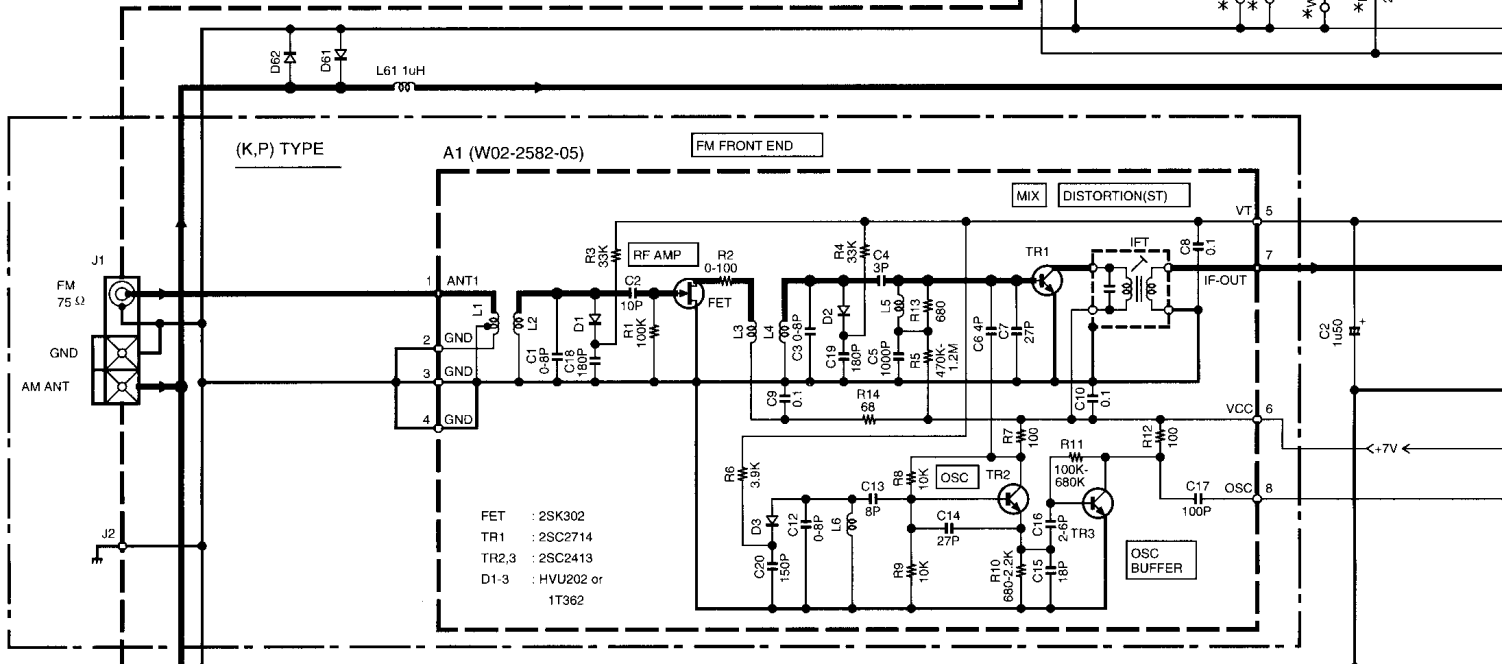 D62
D61
L61 1uH
(K,P) TYPE
A1 (W02-2582-05)
FM FRONT END
MIX
DISTORTION(ST)
VT 5
J1
FM
75 Ω
GND
AM ANT
J2
1 ANT1
2 GND
3 GND
4 GND
L1
L2
C1
0-8P
D1
C18
180P
R3
33K
RF AMP
C2
10P
R1
100K
FET
R2
0-100
L3
L4
C3 0-8P
D2
C19
180P
R4
33K
C4
3P
L5
C5
1000P
R13
680
R5
470K-
1.2M
C6 4P
C7
27P
TR1
IFT
C8
0.1
7
IF-OUT
C9
0.1
R14
68
C10
0.1
VCC 6
C2
1u50
+
+7V
R6
3.9K
D3
C20
150P
C12
0-8P
L6
C13
8P
R8
10K
OSC
TR2
R7
100
C14
27P
R9
10K
R10
680-2.2K
R11
100K-
680K
C16
2-6P
C15
18P
TR3
R12
100
C17
100P
OSC 8
OSC
BUFFER
FET : 2SK302
TR1 : 2SC2714
TR2,3 : 2SC2413
D1-3 : HVU202 or
1T362